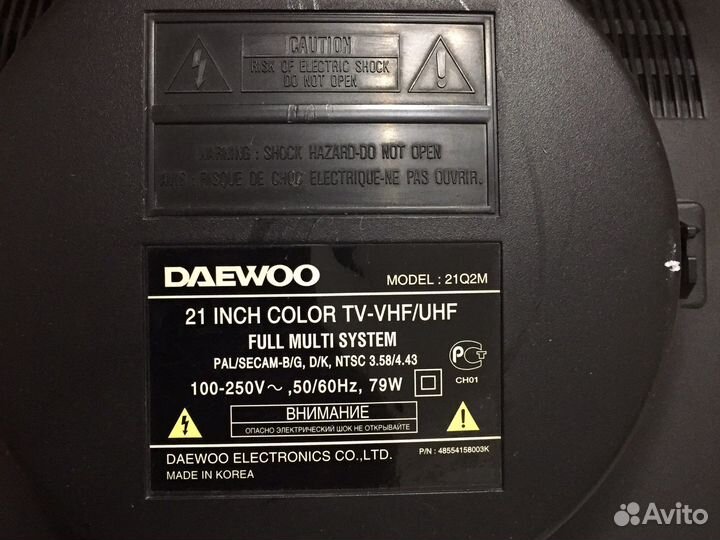 CAUTION
RISK OF ELECTRIC SHOCK
DO NOT OPEN
WARNING : SHOCK HAZARD-DO NOT OPEN
AVIS : RISQUE DE CHOC ELECTRIQUE-NE PAS OUVRIR.
DAEWOO MODEL : 21Q2M
21 INCH COLOR TV-VHF/UHF
FULL MULTI SYSTEM
PAL/SECAM-B/G, D/K, NTSC 3.58/4.43
100-250V~ ,50/60Hz, 79W
PCT
CH01
ВНИМАНИЕ
ОПАСНО ЭЛЕКТРИЧЕСКИЙ ШОК НЕ ОТКРЫВАЙТЕ
P/N : 48554158003K
DAEWOO ELECTRONICS CO.,LTD.
MADE IN KOREA
Avito